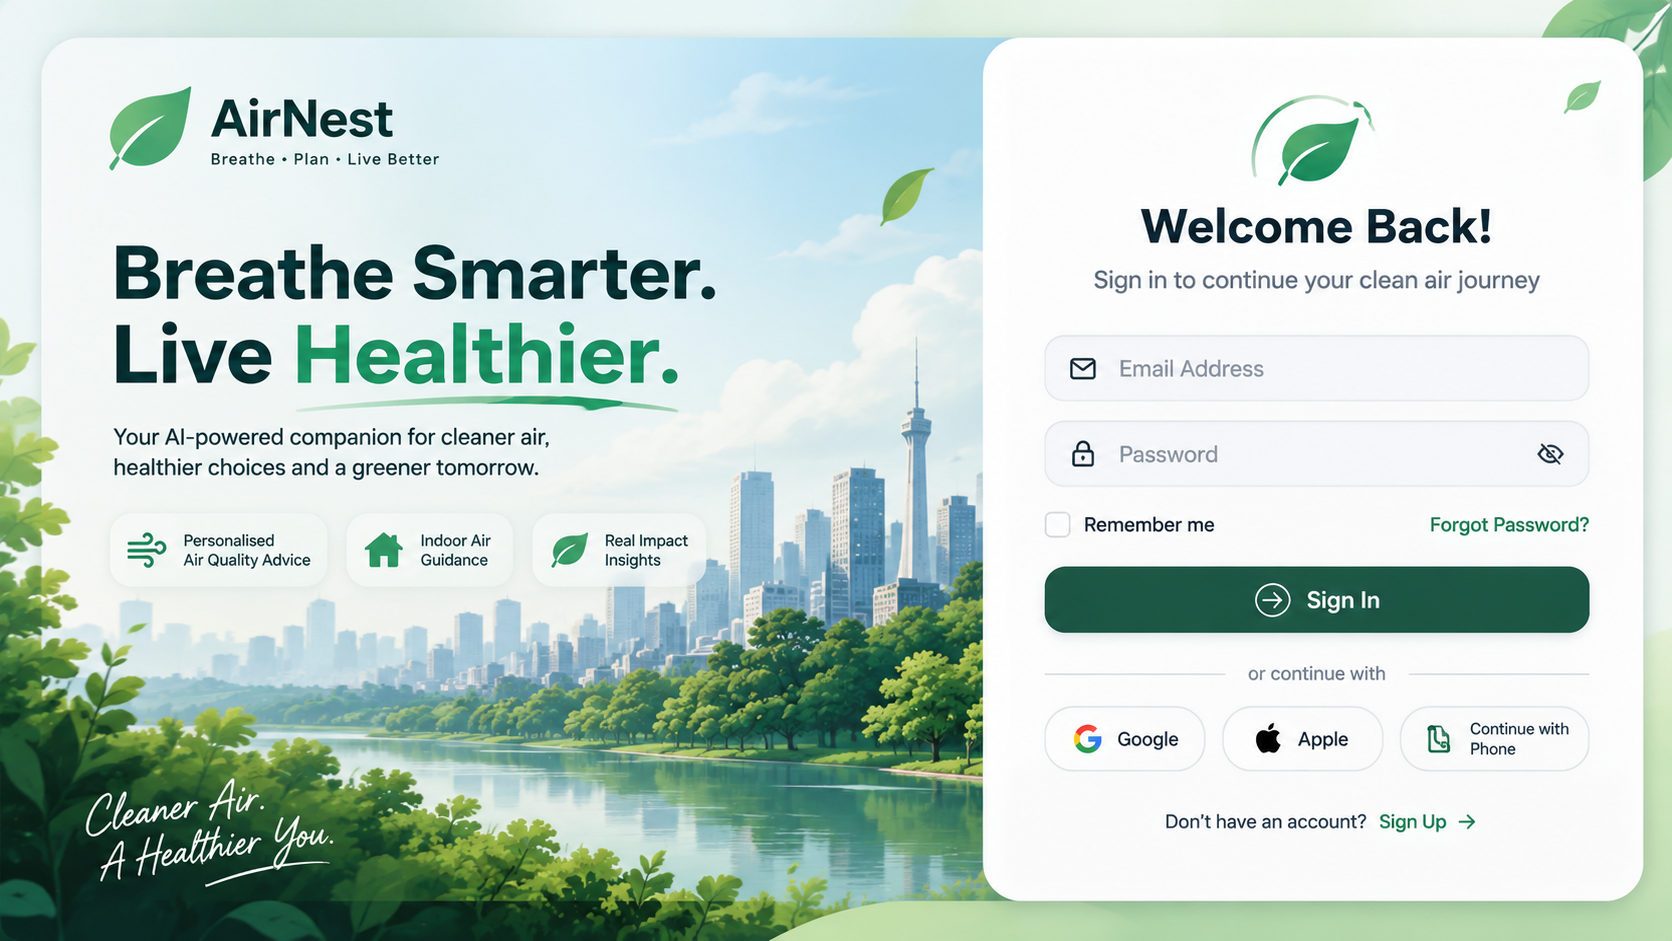 AirNest
Breathe • Plan • Live Better
Breathe Smarter.
Live Healthier.
Your AI-powered companion for cleaner air,
healthier choices and a greener tomorrow.
Personalised
Air Quality Advice
Indoor Air
Guidance
Real Impact
Insights
Cleaner Air.
A Healthier You.
Welcome Back!
Sign in to continue your clean air journey
Email Address
Password
Remember me
Forgot Password?
Sign In
or continue with
Google
Apple
Continue with
Phone
Don't have an account? Sign Up →